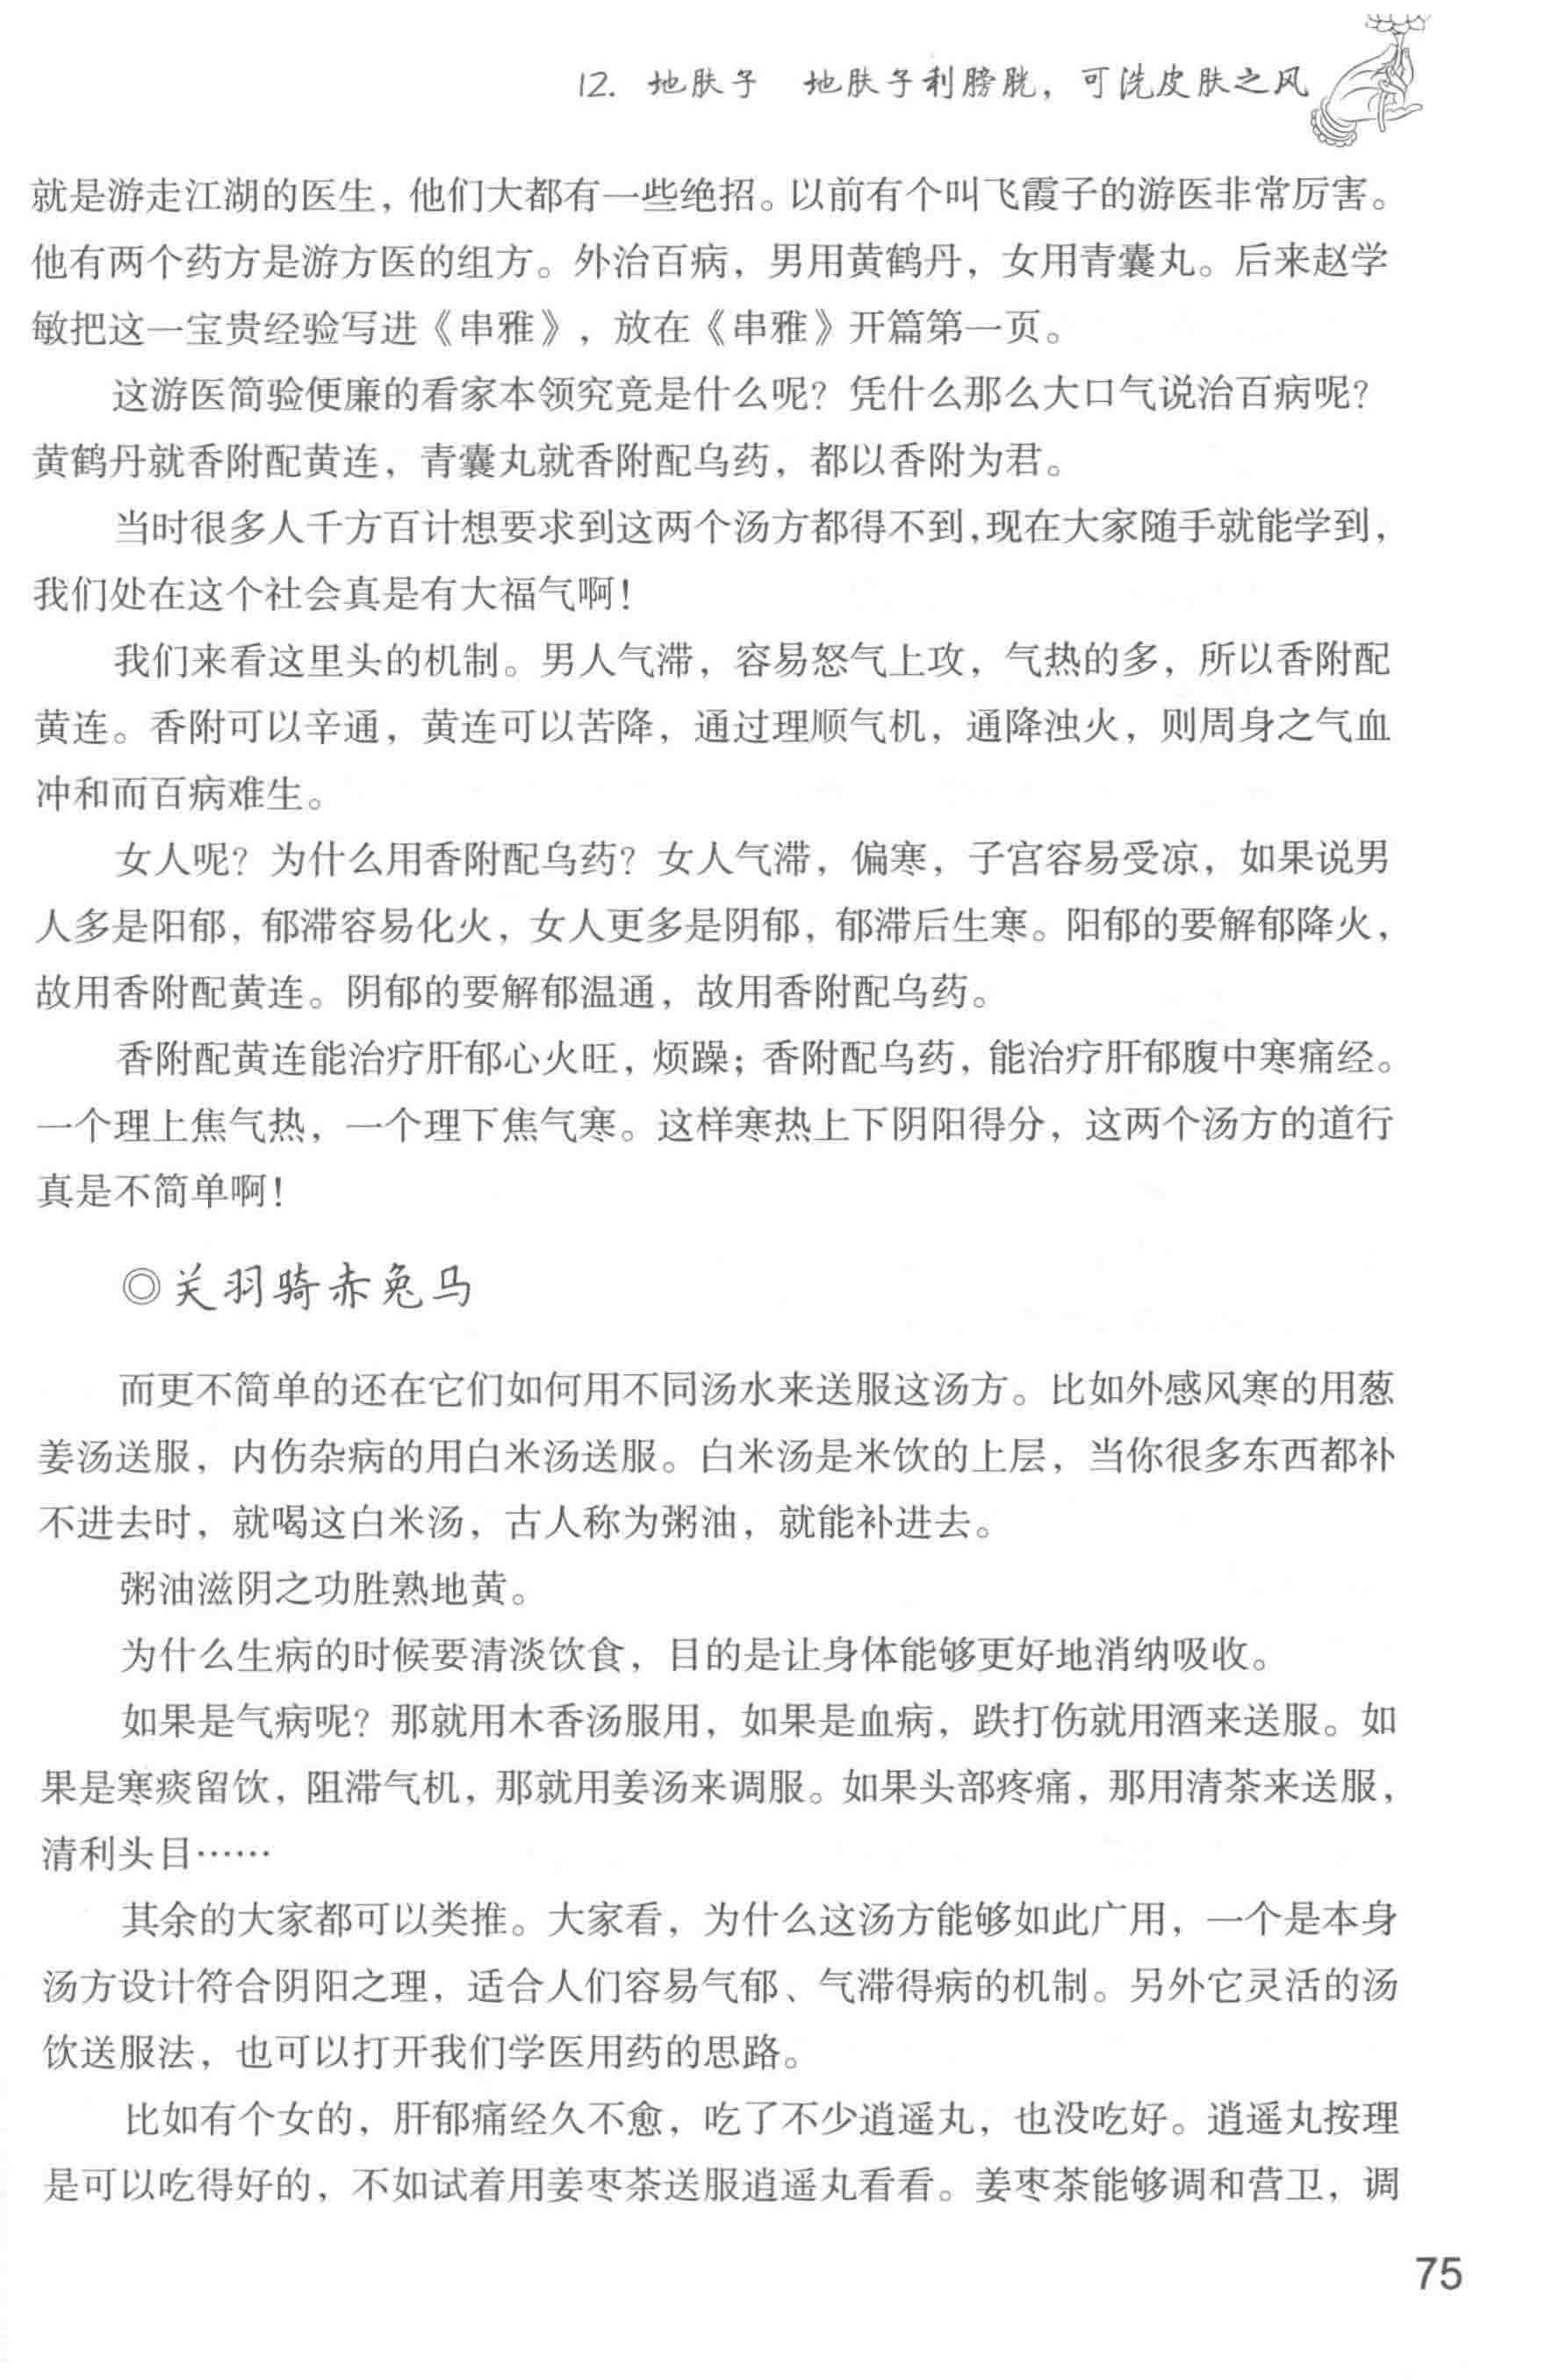 12. 地肤子 地肤子利膀胱，可洗皮肤之风
就是游走江湖的医生，他们大都有一些绝招。以前有个叫飞霞子的游医非常厉害。
他有两个药方是游方医的组方。外治百病，男用黄鹤丹，女用青囊丸。后来赵学
敏把这一宝贵经验写进《串雅》，放在《串雅》开篇第一页。
这游医简验便廉的看家本领究竟是什么呢？凭什么那么大口气说治百病呢？
黄鹤丹就香附配黄连，青囊丸就香附配乌药，都以香附为君。
当时很多人千方百计想要求到这两个汤方都得不到，现在大家随手就能学到，
我们处在这个社会真是有大福气啊！
我们来看这里头的机制。男人气滞，容易怒气上攻，气热的多，所以香附配
黄连。香附可以辛通，黄连可以苦降，通过理顺气机，通降浊火，则周身之气血
冲和而百病难生。
女人呢？为什么用香附配乌药？女人气滞，偏寒，子宫容易受凉，如果说男
人多是阳郁，郁滞容易化火，女人更多是阴郁，郁滞后生寒。阳郁的要解郁降火，
故用香附配黄连。阴郁的要解郁温通，故用香附配乌药。
香附配黄连能治疗肝郁心火旺，烦躁；香附配乌药，能治疗肝郁腹中寒痛经。
一个理上焦气热，一个理下焦气寒。这样寒热上下阴阳得分，这两个汤方的道行
真是不简单啊！
◎关羽骑赤兔马
而更不简单的还在它们如何用不同汤水来送服这汤方。比如外感风寒的用葱
姜汤送服，内伤杂病的用白米汤送服。白米汤是米饮的上层，当你很多东西都补
不进去时，就喝这白米汤，古人称为粥油，就能补进去。
粥油滋阴之功胜熟地黄。
为什么生病的时候要清淡饮食，目的是让身体能够更好地消纳吸收。
如果是气病呢？那就用木香汤服用，如果是血病，跌打伤就用酒来送服。如
果是寒痰留饮，阻滞气机，那就用姜汤来调服。如果头部疼痛，那用清茶来送服，
清利头目……
其余的大家都可以类推。大家看，为什么这汤方能够如此广用，一个是本身
汤方设计符合阴阳之理，适合人们容易气郁、气滞得病的机制。另外它灵活的汤
饮送服法，也可以打开我们学医用药的思路。
比如有个女的，肝郁痛经久不愈，吃了不少逍遥丸，也没吃好。逍遥丸按理
是可以吃得好的，不如试着用姜枣茶送服逍遥丸看看。姜枣茶能够调和营卫，调
75